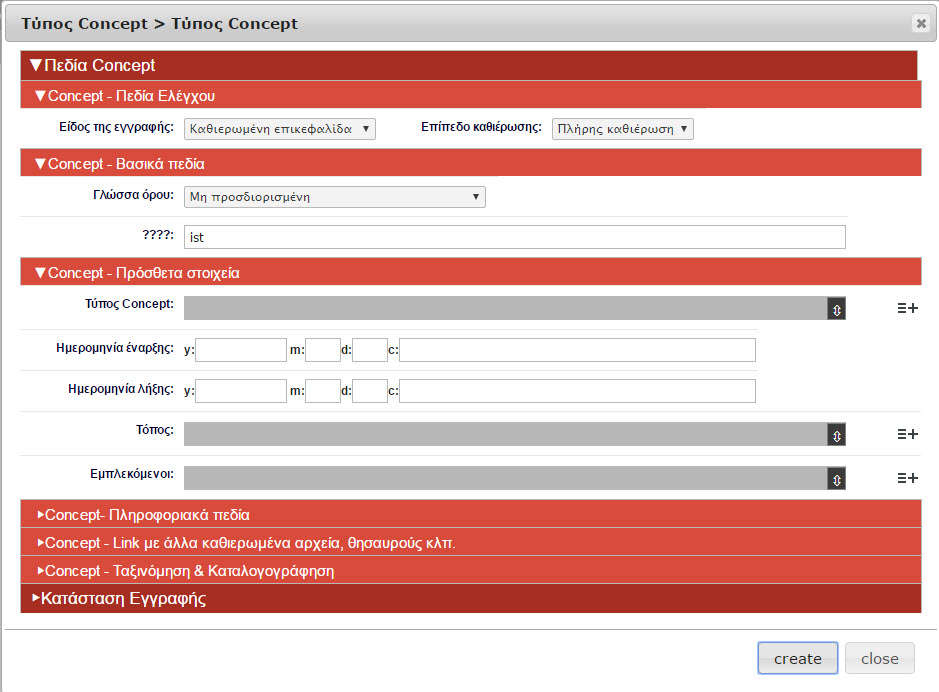 Τύπος Concept > Τύπος Concept
▼Πεδία Concept
▼Concept - Πεδία Ελέγχου
Είδος της εγγραφής: Καθιερωμένη επικεφαλίδα Επίπεδο καθιέρωσης: Πλήρης καθιέρωση
▼Concept - Βασικά πεδία
Γλώσσα όρου: Μη προσδιορισμένη
????: ist
▼Concept - Πρόσθετα στοιχεία
Τύπος Concept:
Ημερομηνία έναρξης: y: m: d: c:
Ημερομηνία Λήξης: y: m: d: c:
Τόπος:
Εμπλεκόμενοι:
▸Concept- Πληροφοριακά πεδία
▸Concept - Link με άλλα καθιερωμένα αρχεία, θησαυρούς κλπ.
▸Concept - Ταξινόμηση & Καταλογογράφηση
▸Κατάσταση Εγγραφής
create close